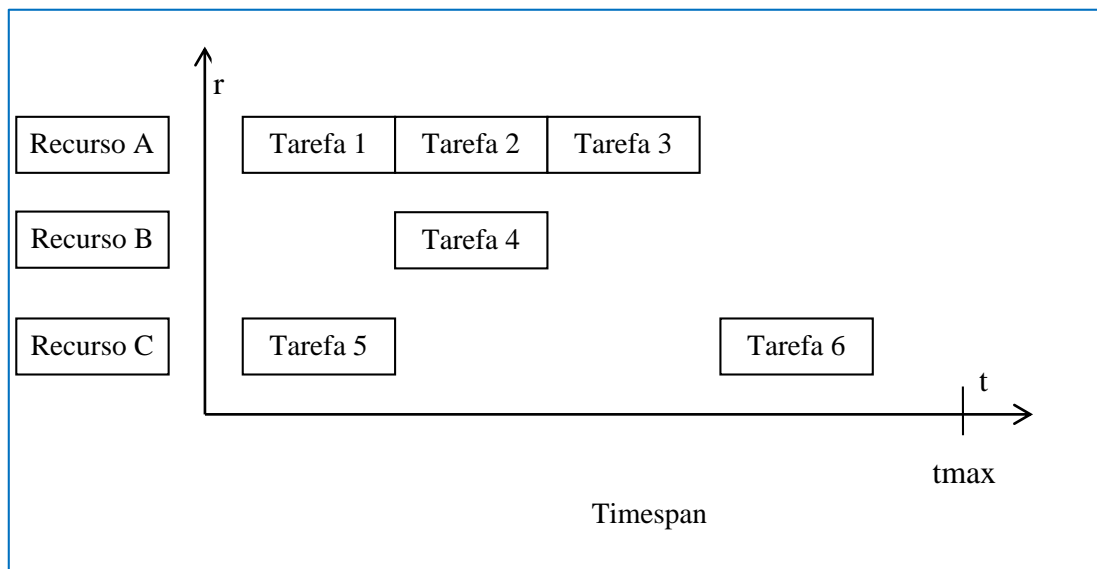 r
Recurso A Tarefa 1 Tarefa 2 Tarefa 3
Recurso B Tarefa 4
Recurso C Tarefa 5 Tarefa 6
t
tmax
Timespan